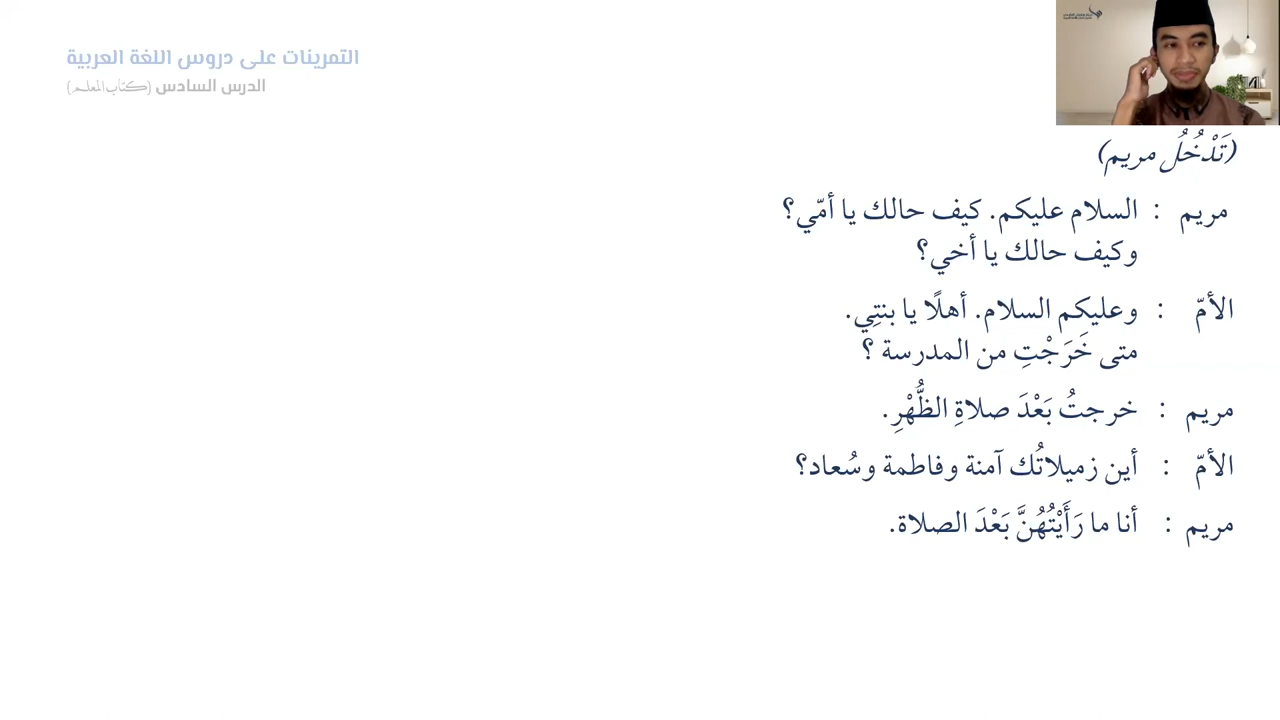 التمرينات على دروس اللغة العربية
الدرس السادس (كتاب المعلم)
(تَدْخُلُ مريم)
مريم : السلام عليكم. كيف حالك يا أمّي؟
وكيف حالك يا أخي؟
الأمّ : وعليكم السلام. أهلًا يا بنتِي.
متى خَرَجْتِ من المدرسة ؟
مريم : خرجتُ بَعْدَ صلاةِ الظُّهْرِ.
الأمّ : أين زميلاتُك آمنة وفاطمة وسُعاد؟
مريم : أنا ما رَأَيْتُهُنَّ بَعْدَ الصلاة.